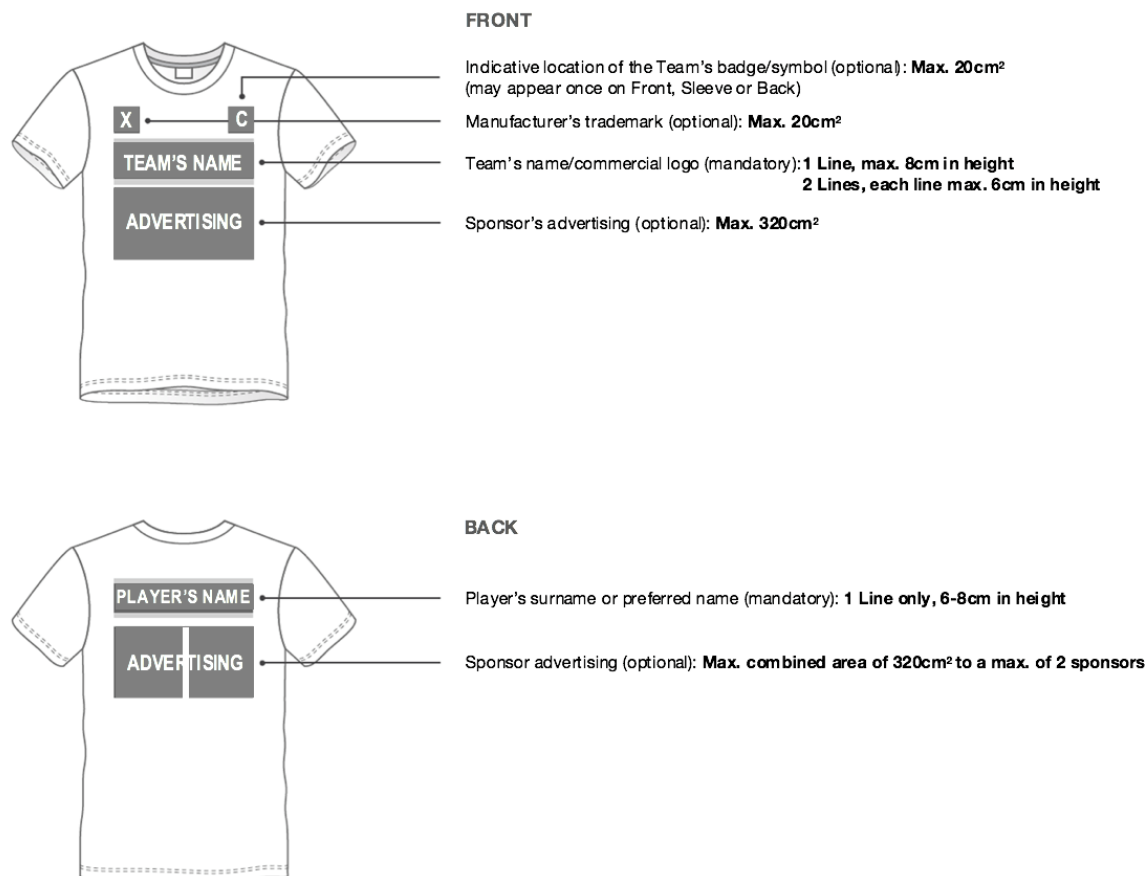 FRONT
Indicative location of the Team's badge/symbol (optional): Max. 20cm²
(may appear once on Front, Sleeve or Back)
X
C
Manufacturer's trademark (optional): Max. 20cm²
TEAM'S NAME
Team's name/commercial logo (mandatory): 1 Line, max. 8cm in height
2 Lines, each line max. 6cm in height
ADVERTISING
Sponsor's advertising (optional): Max. 320cm²
BACK
PLAYER'S NAME
Player's surname or preferred name (mandatory): 1 Line only, 6-8cm in height
ADVERTISING
Sponsor advertising (optional): Max. combined area of 320cm² to a max. of 2 sponsors